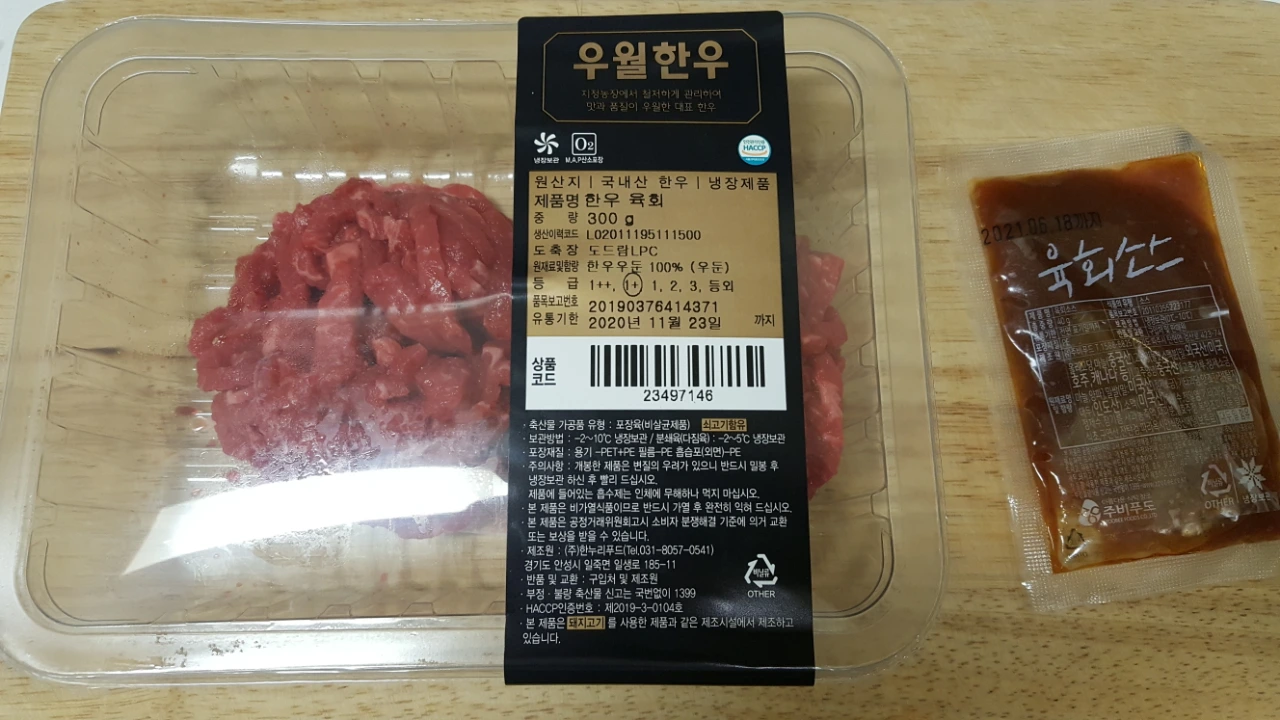 우월한우
지정농장에서 철저하게 관리하여
맛과 품질이 우월한 대표 한우
냉장보관
O2
M.A.P산소포장
HACCP
원산지 | 국내산 한우 | 냉장제품
제품명 한우 육회
중 량 300 g
생산이력코드 L02011195111500
도축장 도드람LPC
원재료및함량 한우우둔 100% (우둔)
등 급 1++, 1+ 1, 2, 3, 등외
품목보고번호 20190376414371
유통기한 2020년 11월 23일 까지
상품
코드
23497146
· 축산물 가공품 유형 : 포장육(비살균제품) 쇠고기함유
· 보관방법 : -2~10℃ 냉장보관 / 분쇄육(다짐육) : -2~5℃ 냉장보관
· 포장재질 : 용기 -PET+PE 필름-PE 흡습포(외면)-PE
· 주의사항 : 개봉한 제품은 변질의 우려가 있으니 반드시 밀봉 후
냉장보관 하신 후 빨리 드십시오.
제품에 들어있는 흡수제는 인체에 무해하나 먹지 마십시오.
· 본 제품은 비가열식품이므로 반드시 가열 후 완전히 익혀 드십시오.
· 본 제품은 공정거래위원회고시 소비자 분쟁해결 기준에 의거 교환
또는 보상을 받을 수 있습니다.
· 제조원 : (주)한누리푸드(Tel.031-8057-0541)
경기도 안성시 일죽면 일생로 185-11
· 반품 및 교환 : 구입처 및 제조원
· 부정 · 불량 축산물 신고는 국번없이 1399
· HACCP인증번호 : 제2019-3-0104호
· 본 제품은 돼지고기 를 사용한 제품과 같은 제조시설에서 제조하고
있습니다.
OTHER
2021.06.18까지
육회산
호주 캐나다
인도산
주비푸드
OTHER
냉장보관